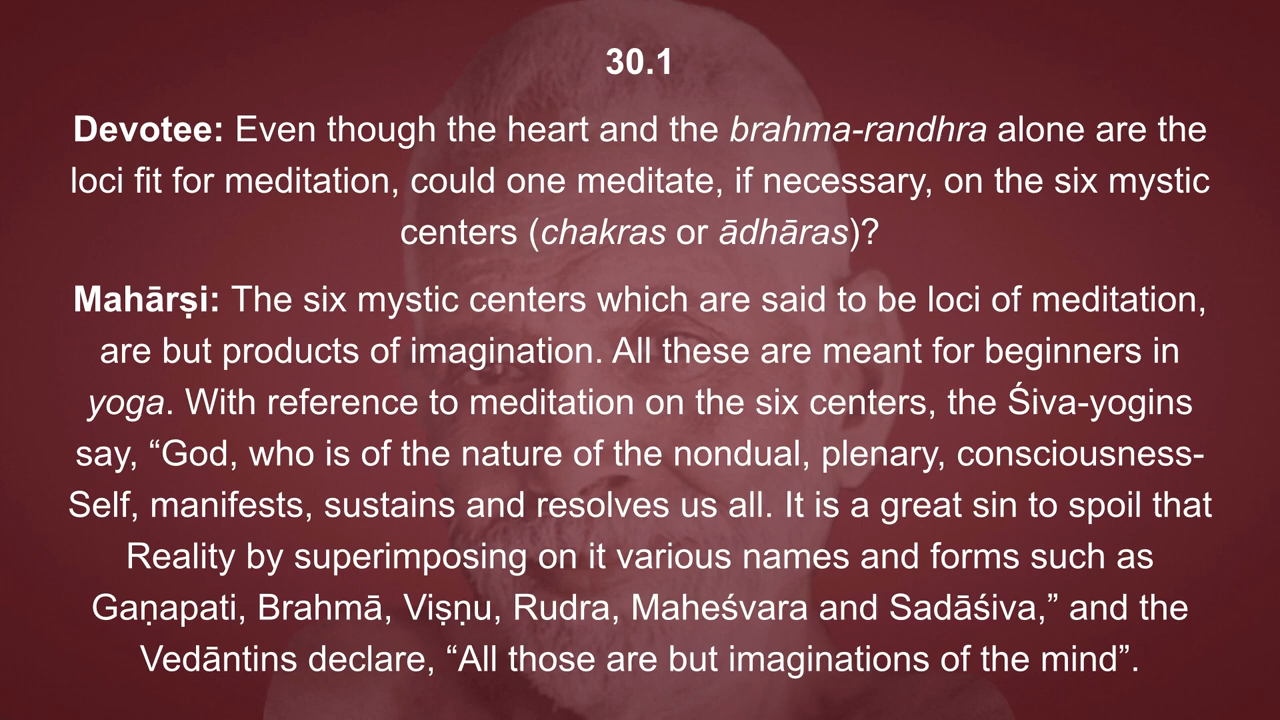 30.1
Devotee: Even though the heart and the brahma-randhra alone are the
loci fit for meditation, could one meditate, if necessary, on the six mystic
centers (chakras or ādhāras)?
Mahārṣi: The six mystic centers which are said to be loci of meditation,
are but products of imagination. All these are meant for beginners in
yoga. With reference to meditation on the six centers, the Śiva-yogins
say, “God, who is of the nature of the nondual, plenary, consciousness-
Self, manifests, sustains and resolves us all. It is a great sin to spoil that
Reality by superimposing on it various names and forms such as
Gaṇapati, Brahmā, Viṣṇu, Rudra, Maheśvara and Sadāśiva,” and the
Vedāntins declare, “All those are but imaginations of the mind”.